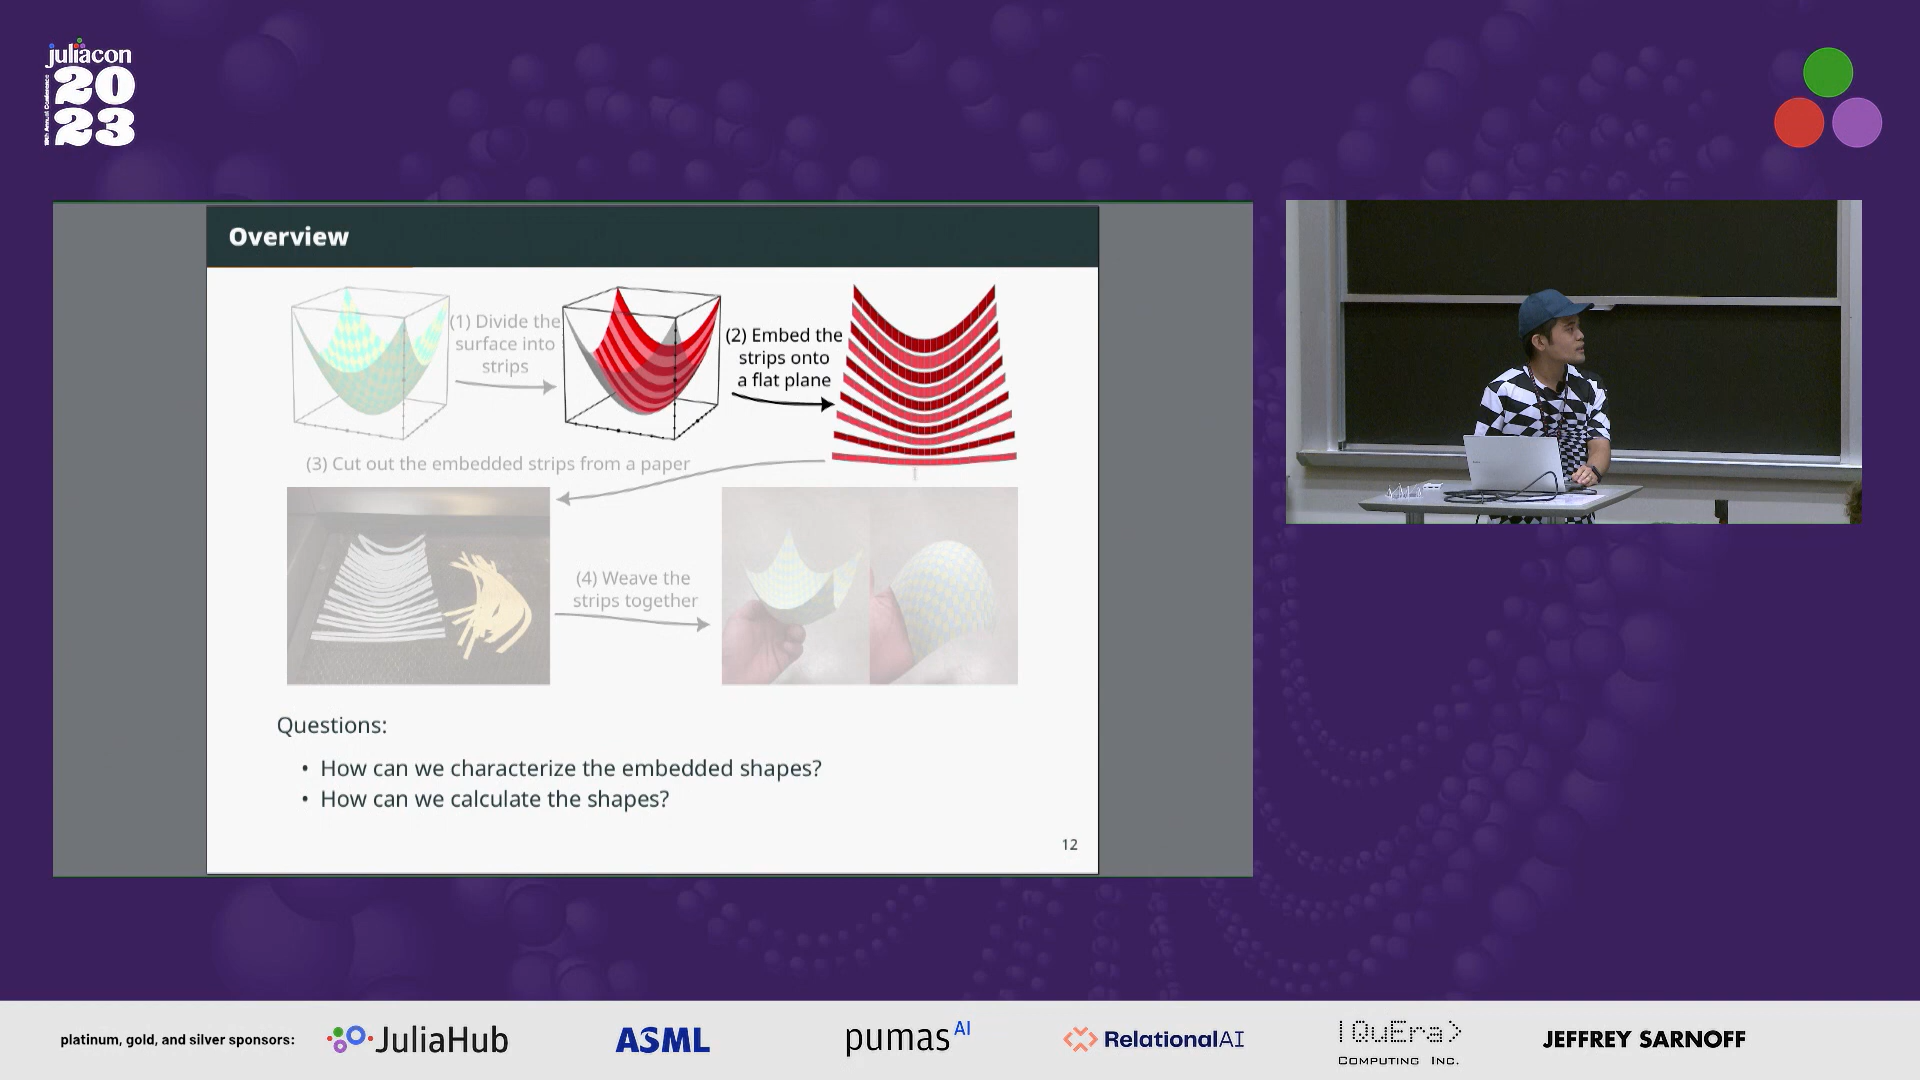 juliacon
20
23
Overview
(1) Divide the
surface into
strips
(2) Embed the
strips onto
a flat plane
(3) Cut out the embedded strips from a paper
(4) Weave the
strips together
Questions:
• How can we characterize the embedded shapes?
• How can we calculate the shapes?
12
platinum, gold, and silver sponsors:
JuliaHub
ASML
pumas AI
RelationalAI
|QuEra>
COMPUTING INC.
JEFFREY SARNOFF